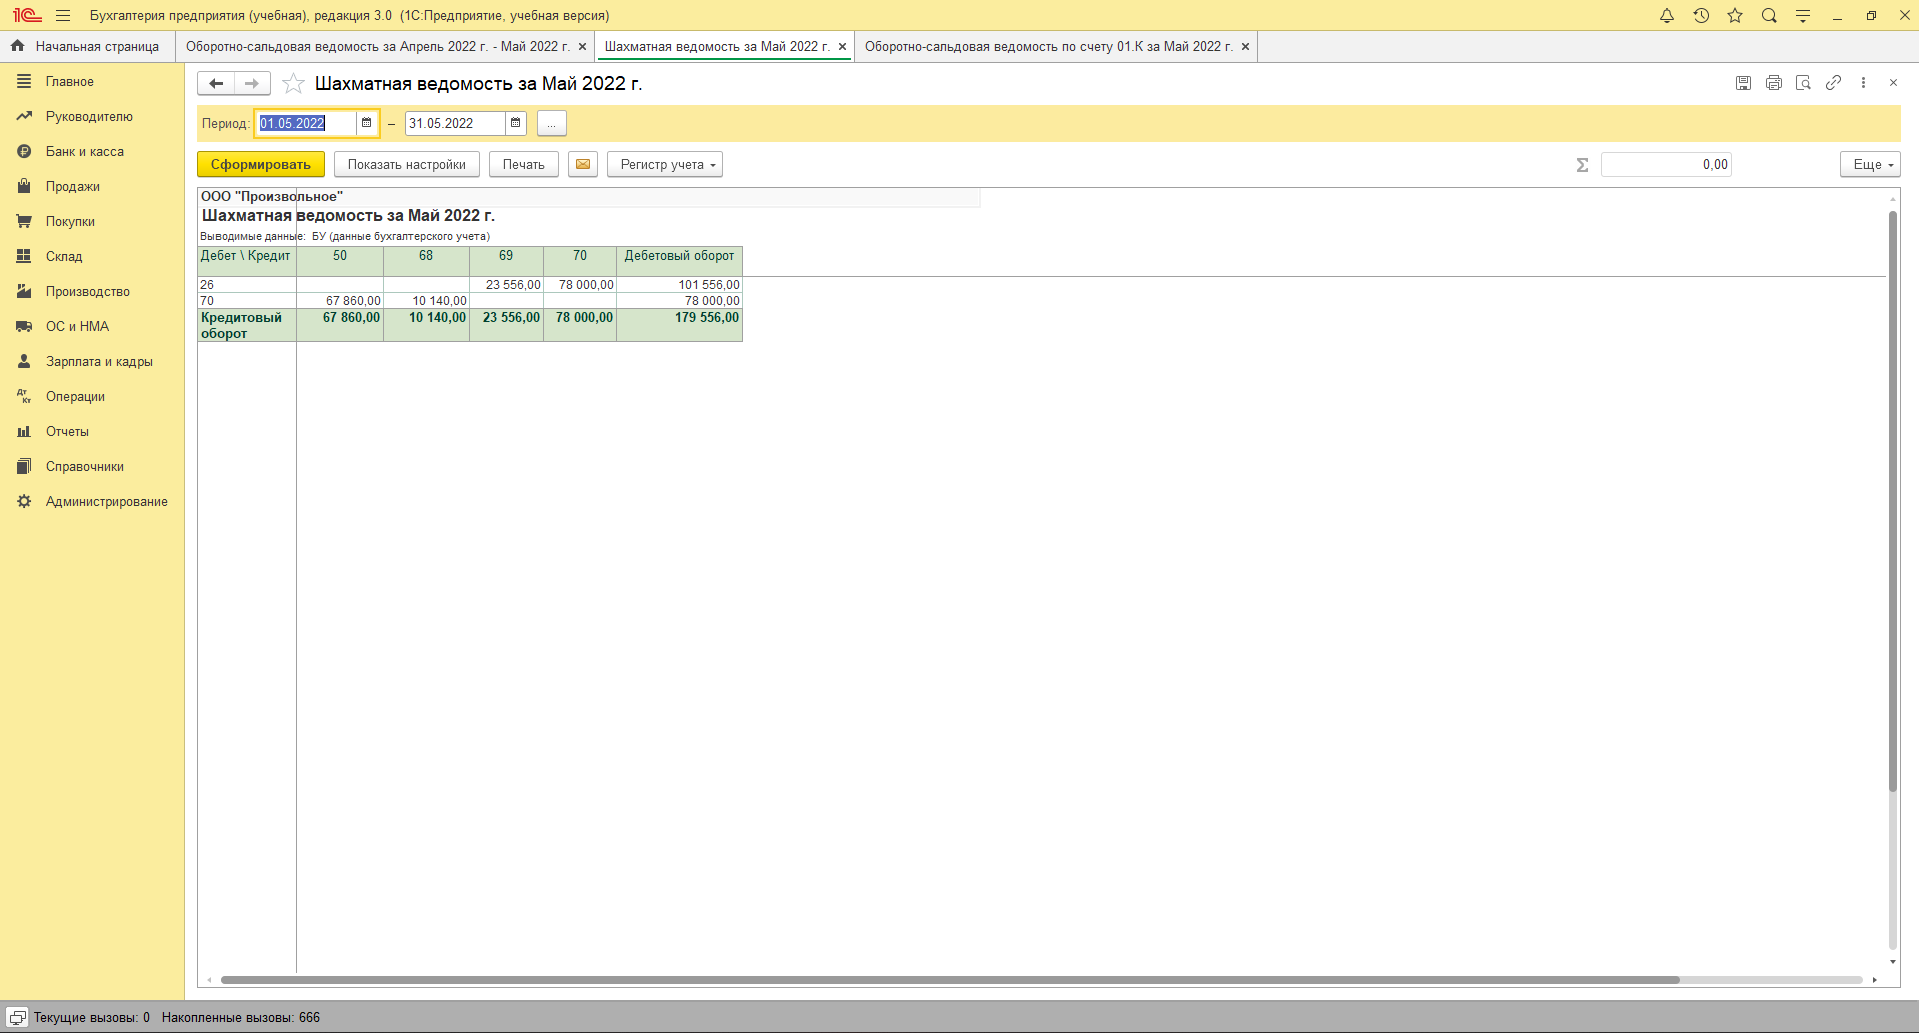 1С Бухгалтерия предприятия (учебная), редакция 3.0 (1С:Предприятие, учебная версия)
Начальная страница
Оборотно-сальдовая ведомость за Апрель 2022 г. - Май 2022 г. ×
Шахматная ведомость за Май 2022 г. ×
Оборотно-сальдовая ведомость по счету 01.К за Май 2022 г. ×
Главное
Руководителю
Банк и касса
Продажи
Покупки
Склад
Производство
ОС и НМА
Зарплата и кадры
Дт Кт Операции
Отчеты
Справочники
Администрирование
Шахматная ведомость за Май 2022 г.
Период: 01.05.2022 – 31.05.2022 ...
Сформировать Показать настройки Печать Регистр учета Σ 0,00 Еще
ООО "Произвольное"
Шахматная ведомость за Май 2022 г.
Выводимые данные: БУ (данные бухгалтерского учета)
Дебет \ Кредит 50 68 69 70 Дебетовый оборот
26 23 556,00 78 000,00 101 556,00
70 67 860,00 10 140,00 78 000,00
Кредитовый оборот 67 860,00 10 140,00 23 556,00 78 000,00 179 556,00
Текущие вызовы: 0 Накопленные вызовы: 666